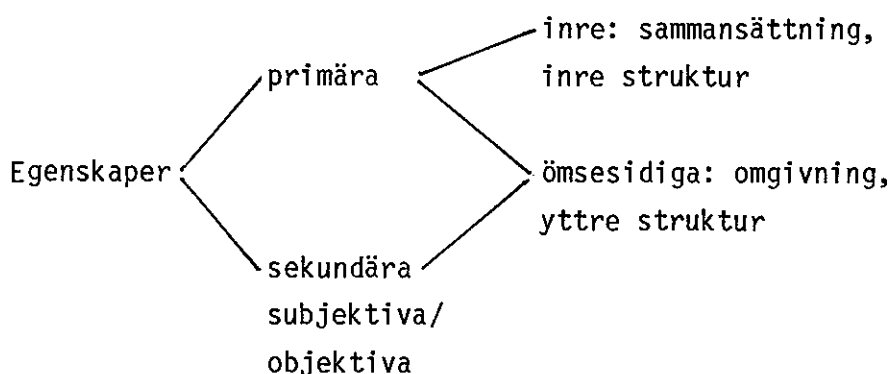 inre: sammansättning,
primära
inre struktur
Egenskaper
ömsesidiga: omgivning,
yttre struktur
sekundära
subjektiva/
objektiva